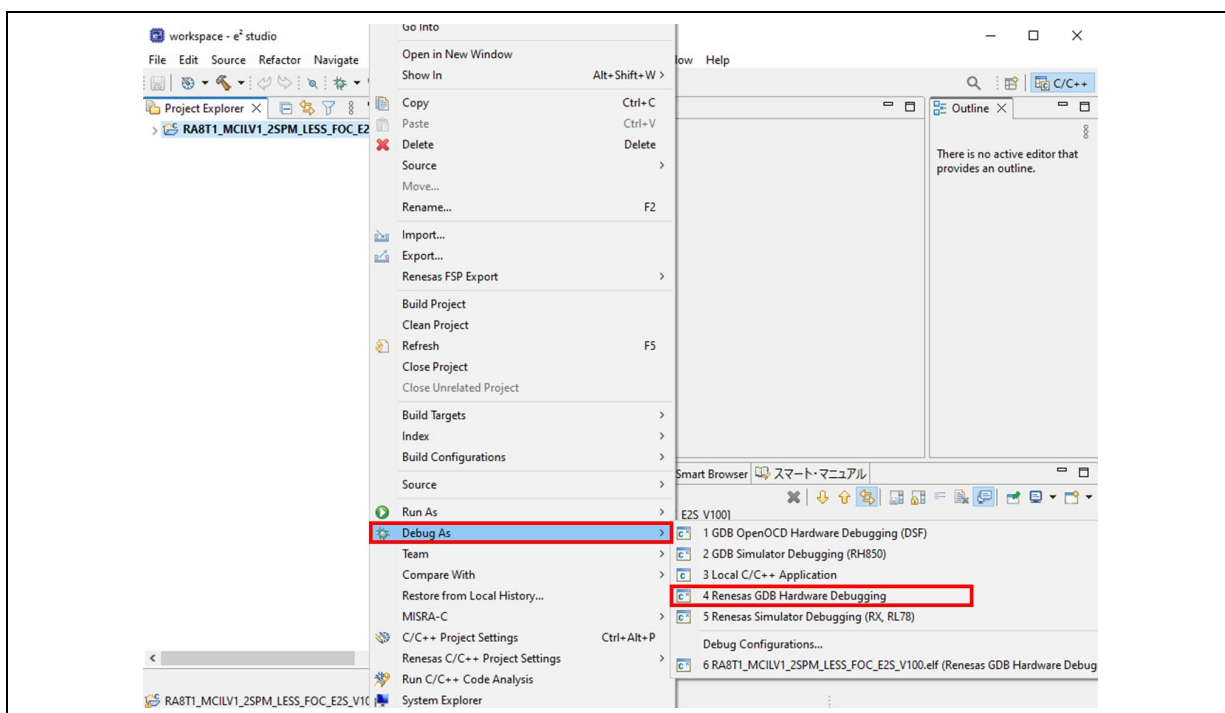 workspace - e² studio
File Edit Source Refactor Navigate
low Help
C/C++
Project Explorer
RA8T1_MCILV1_2SPM_LESS_FOC_E2
Go Into
Open in New Window
Show In Alt+Shift+W >
Copy Ctrl+C
Paste Ctrl+V
Delete Delete
Source >
Move...
Rename... F2
Import...
Export...
Renesas FSP Export >
Build Project
Clean Project
Refresh F5
Close Project
Close Unrelated Project
Build Targets >
Index >
Build Configurations >
Source >
Run As >
Debug As >
Team >
Compare With >
Restore from Local History...
MISRA-C >
C/C++ Project Settings Ctrl+Alt+P
Renesas C/C++ Project Settings >
Run C/C++ Code Analysis
System Explorer
Outline
There is no active editor that
provides an outline.
Smart Browser スマート・マニュアル
E2S_V100]
1 GDB OpenOCD Hardware Debugging (DSF)
2 GDB Simulator Debugging (RH850)
3 Local C/C++ Application
4 Renesas GDB Hardware Debugging
5 Renesas Simulator Debugging (RX, RL78)
Debug Configurations...
6 RA8T1_MCILV1_2SPM_LESS_FOC_E2S_V100.elf (Renesas GDB Hardware Debug
RA8T1_MCILV1_2SPM_LESS_FOC_E2S_V10